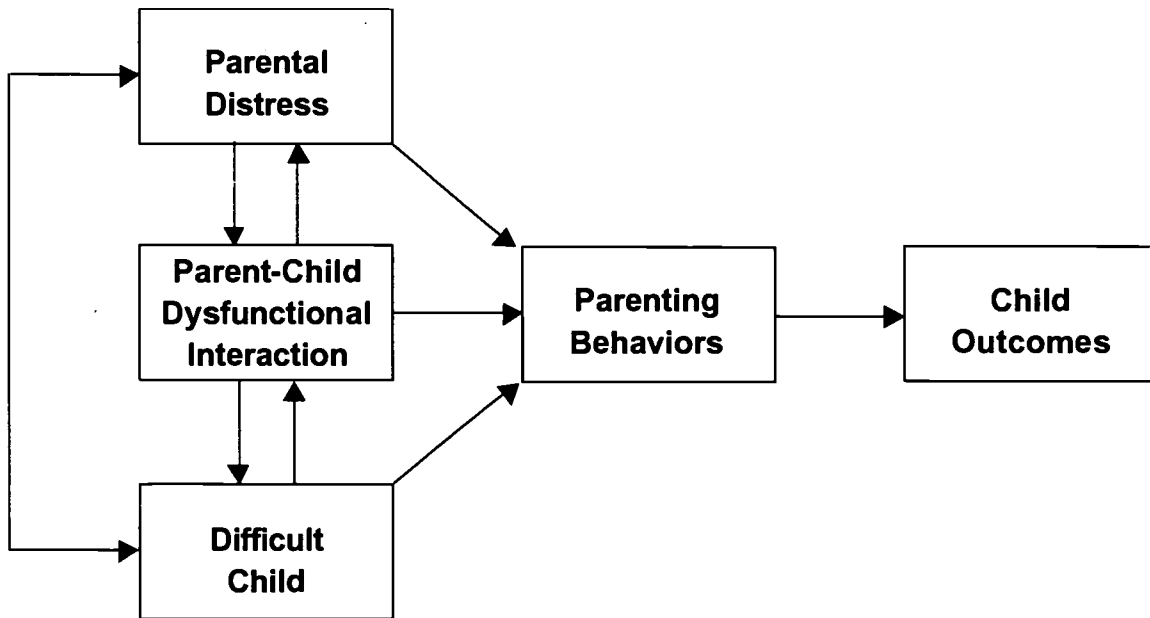 Parental
Distress
Parent-Child
Dysfunctional
Interaction
Parenting
Behaviors
Child
Outcomes
Difficult
Child